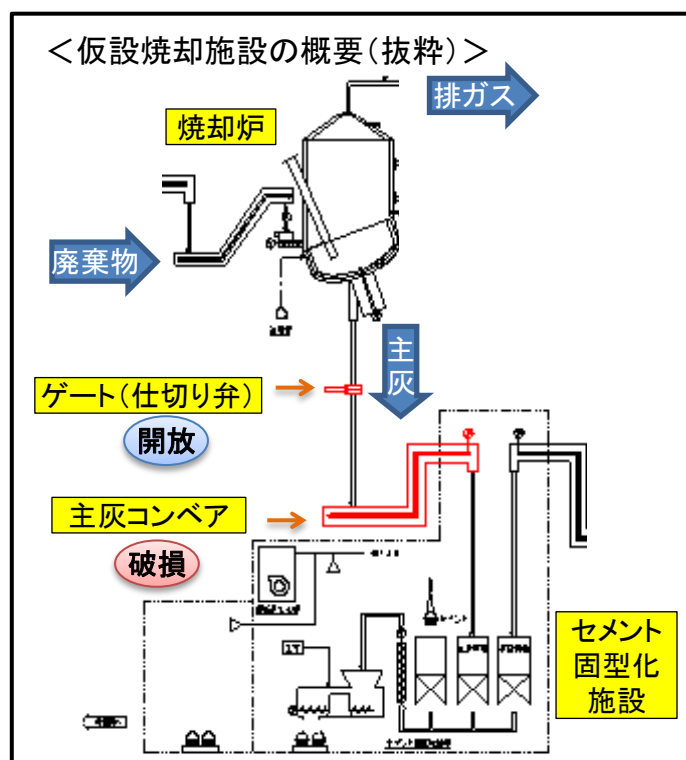 ＜仮設焼却施設の概要（抜粋）＞
排ガス
焼却炉
廃棄物
主
灰
ゲート（仕切り弁）
開放
主灰コンベア
破損
セメント
固型化
施設